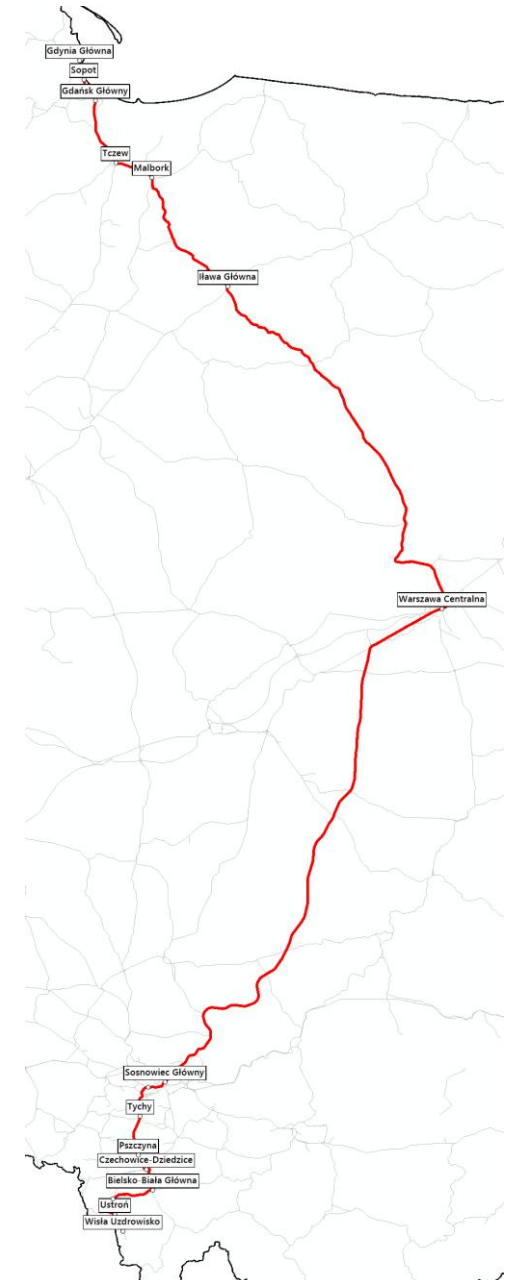 Gdynia Główna
Sopot
Gdańsk Główny
Tczew
Malbork
Iława Główna
Warszawa Centralna
Sosnowiec Główny
Tychy
Pszczyna
Czechowice-Dziedzice
Bielsko-Biała Główna
Ustroń
Wisła Uzdrowisko